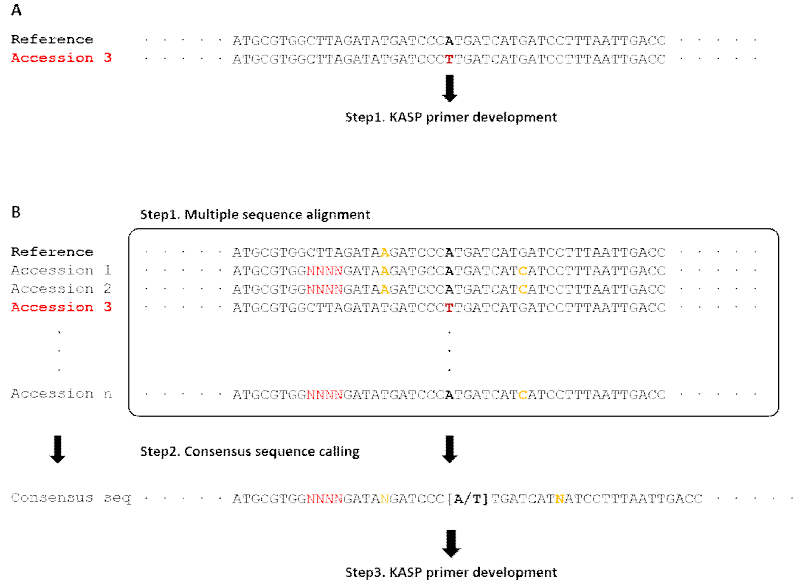 A
Reference · · · · · ATGCGTGGCTTAGATATGATCCCATGATCATGATCCTTTAATTGACC · · · · ·
Accession 3 · · · · · ATGCGTGGCTTAGATATGATCCCTTGATCATGATCCTTTAATTGACC · · · · ·
Step1. KASP primer development
B
Step1. Multiple sequence alignment
Reference · · · · · ATGCGTGGCTTAGATAAGATCCCATGATCATGATCCTTTAATTGACC · · · · ·
Accession 1 · · · · · ATGCGTGGNNNNGATAAGATGCCATGATCATCATCCTTTAATTGACC · · · · ·
Accession 2 · · · · · ATGCGTGGNNNNGATAAGATCCCATGATCATCATCCTTTAATTGACC · · · · ·
Accession 3 · · · · · ATGCGTGGCTTAGATATGATCCCTTGATCATGATCCTTTAATTGACC · · · · ·
· ·
· ·
· ·
Accession n · · · · · ATGCGTGGNNNNGATATGATCCCATGATCATCATCCTTTAATTGACC · · · · ·
Step2. Consensus sequence calling
Consensus seq · · · · · ATGCGTGGNNNNGATANGATCCC[A/T]TGATCATNATCCTTTAATTGACC · · · · ·
Step3. KASP primer development